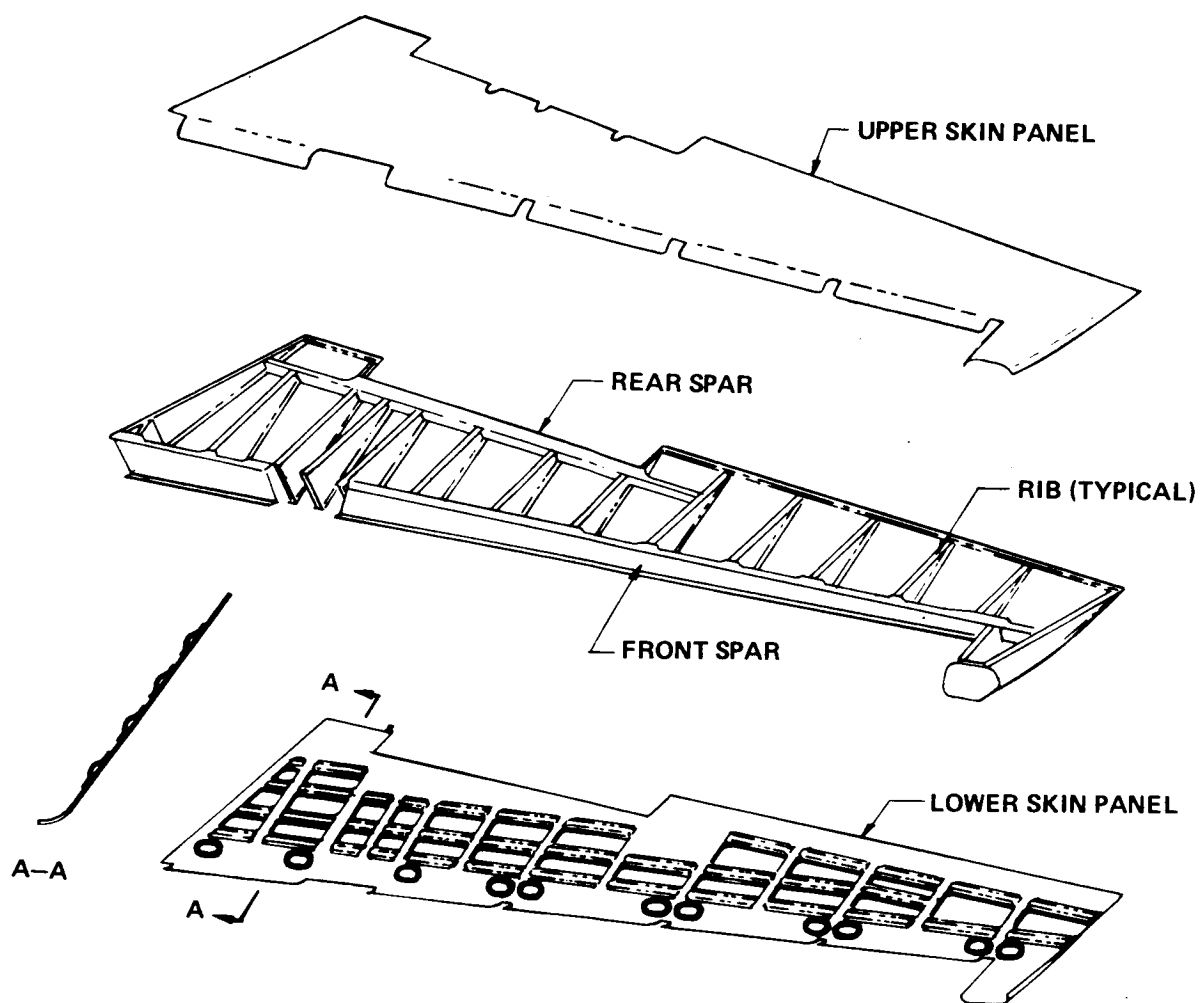 UPPER SKIN PANEL
REAR SPAR
RIB (TYPICAL)
FRONT SPAR
A
LOWER SKIN PANEL
A–A
A